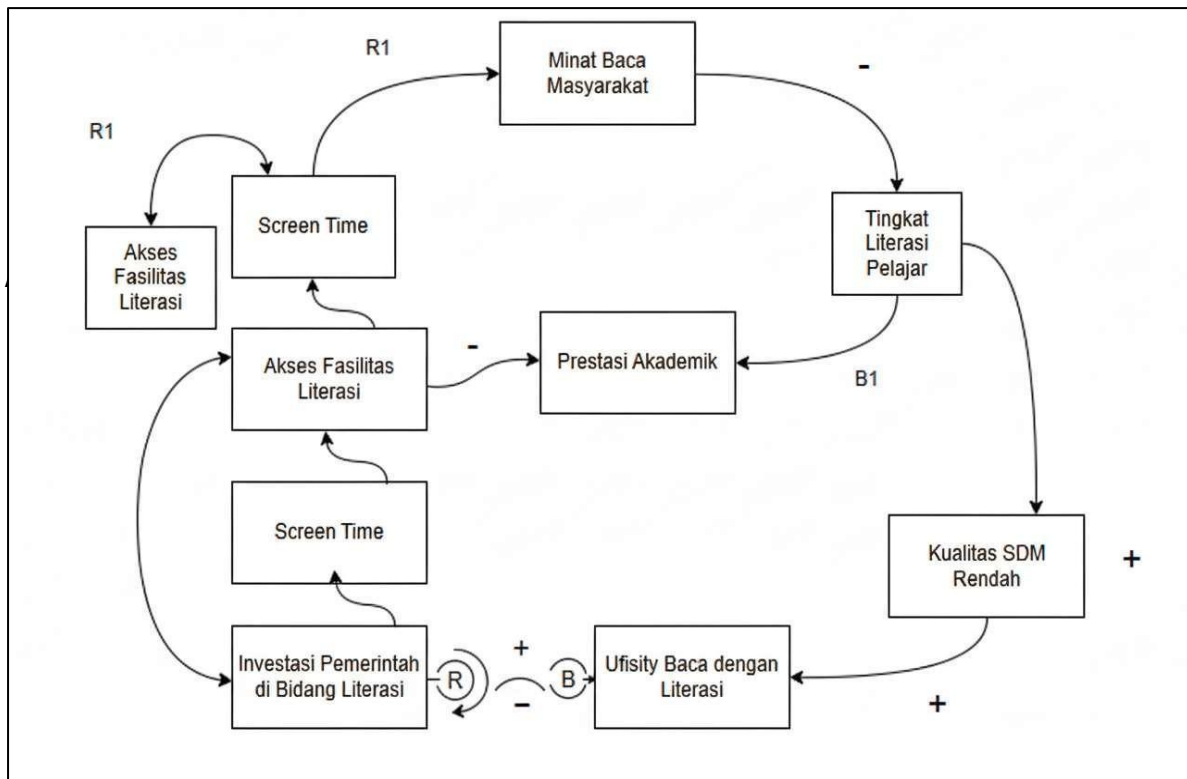 R1
Minat Baca
Masyarakat
-
R1
Screen Time
Akses
Fasilitas
Literasi
Tingkat
Literasi
Pelajar
Akses Fasilitas
Literasi
-
Prestasi Akademik
B1
Screen Time
Kualitas SDM
Rendah
+
Investasi Pemerintah
di Bidang Literasi
R
+
-
B
Ufisity Baca dengan
Literasi
+